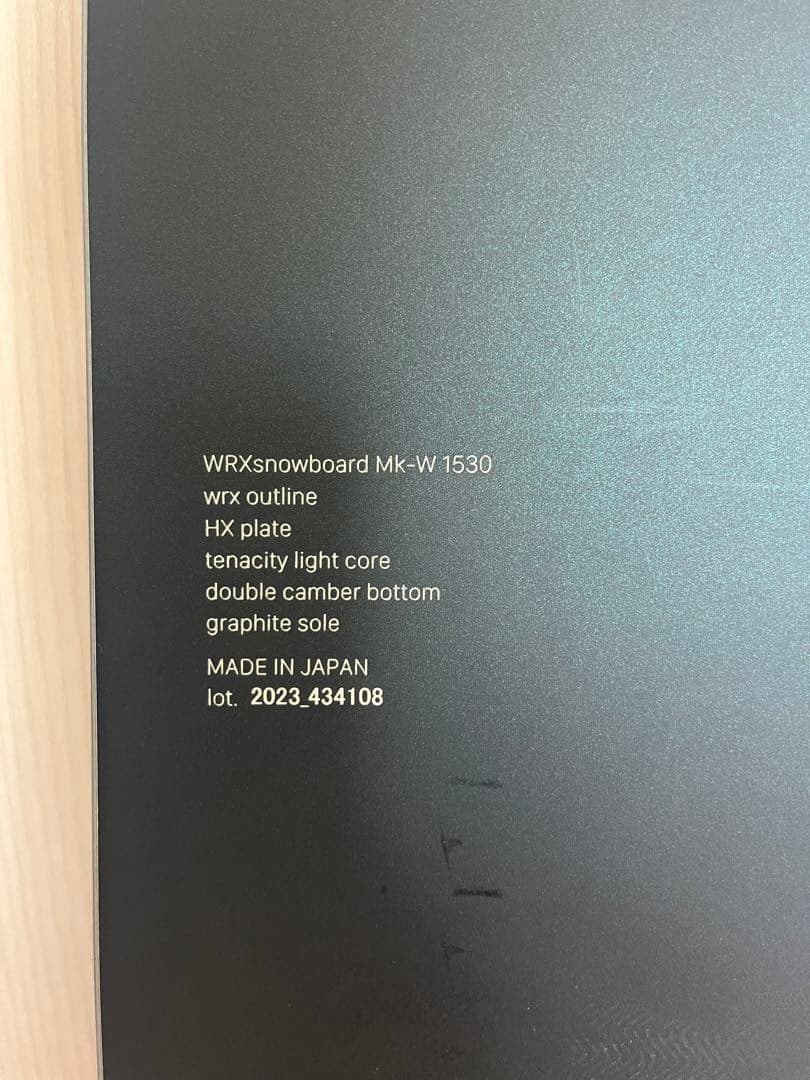 WRXsnowboard Mk-W 1530
wrx outline
HX plate
tenacity light core
double camber bottom
graphite sole
MADE IN JAPAN
lot. 2023_434108